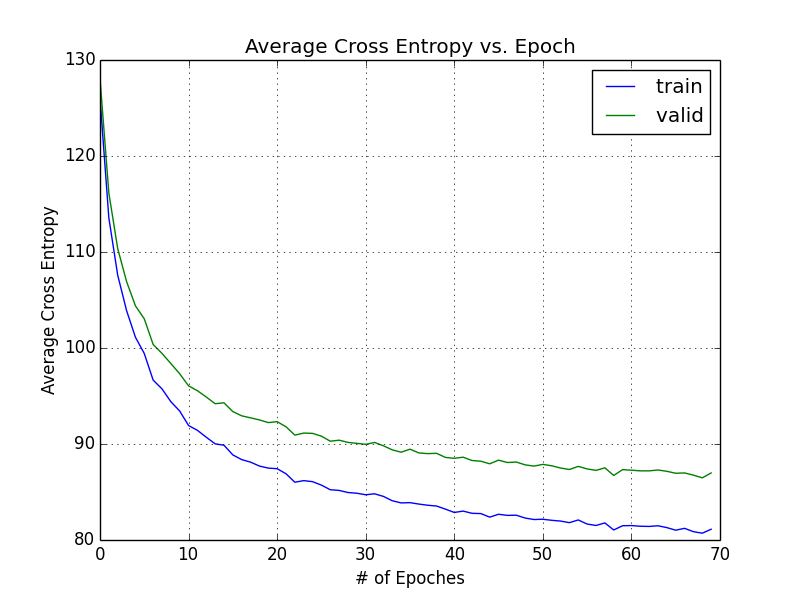 Average Cross Entropy vs. Epoch
130
120
110
100
90
80
Average Cross Entropy
train
valid
0 10 20 30 40 50 60 70
# of Epoches